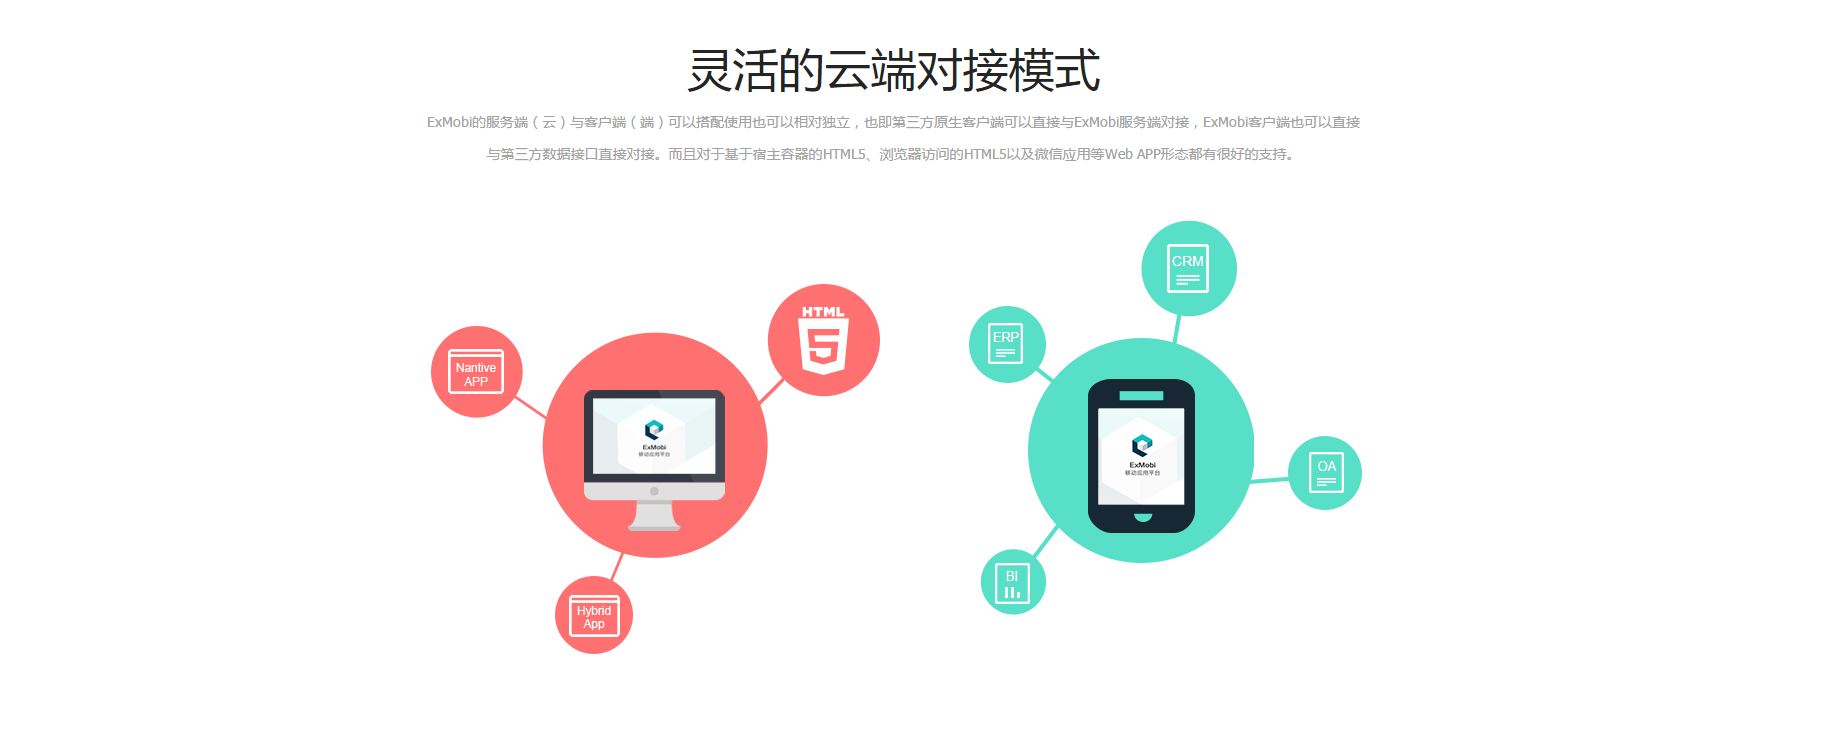 灵活的云端对接模式
ExMobi的服务端（云）与客户端（端）可以搭配使用也可以相对独立，也即第三方原生客户端可以直接与ExMobi服务端对接，ExMobi客户端也可以直接
与第三方数据接口直接对接。而且对于基于宿主容器的HTML5、浏览器访问的HTML5以及微信应用等Web APP形态都有很好的支持。
HTML
5
Nantive
APP
ExMobi
移动应用平台
Hybrid
App
CRM
ERP
ExMobi
移动应用平台
OA
BI